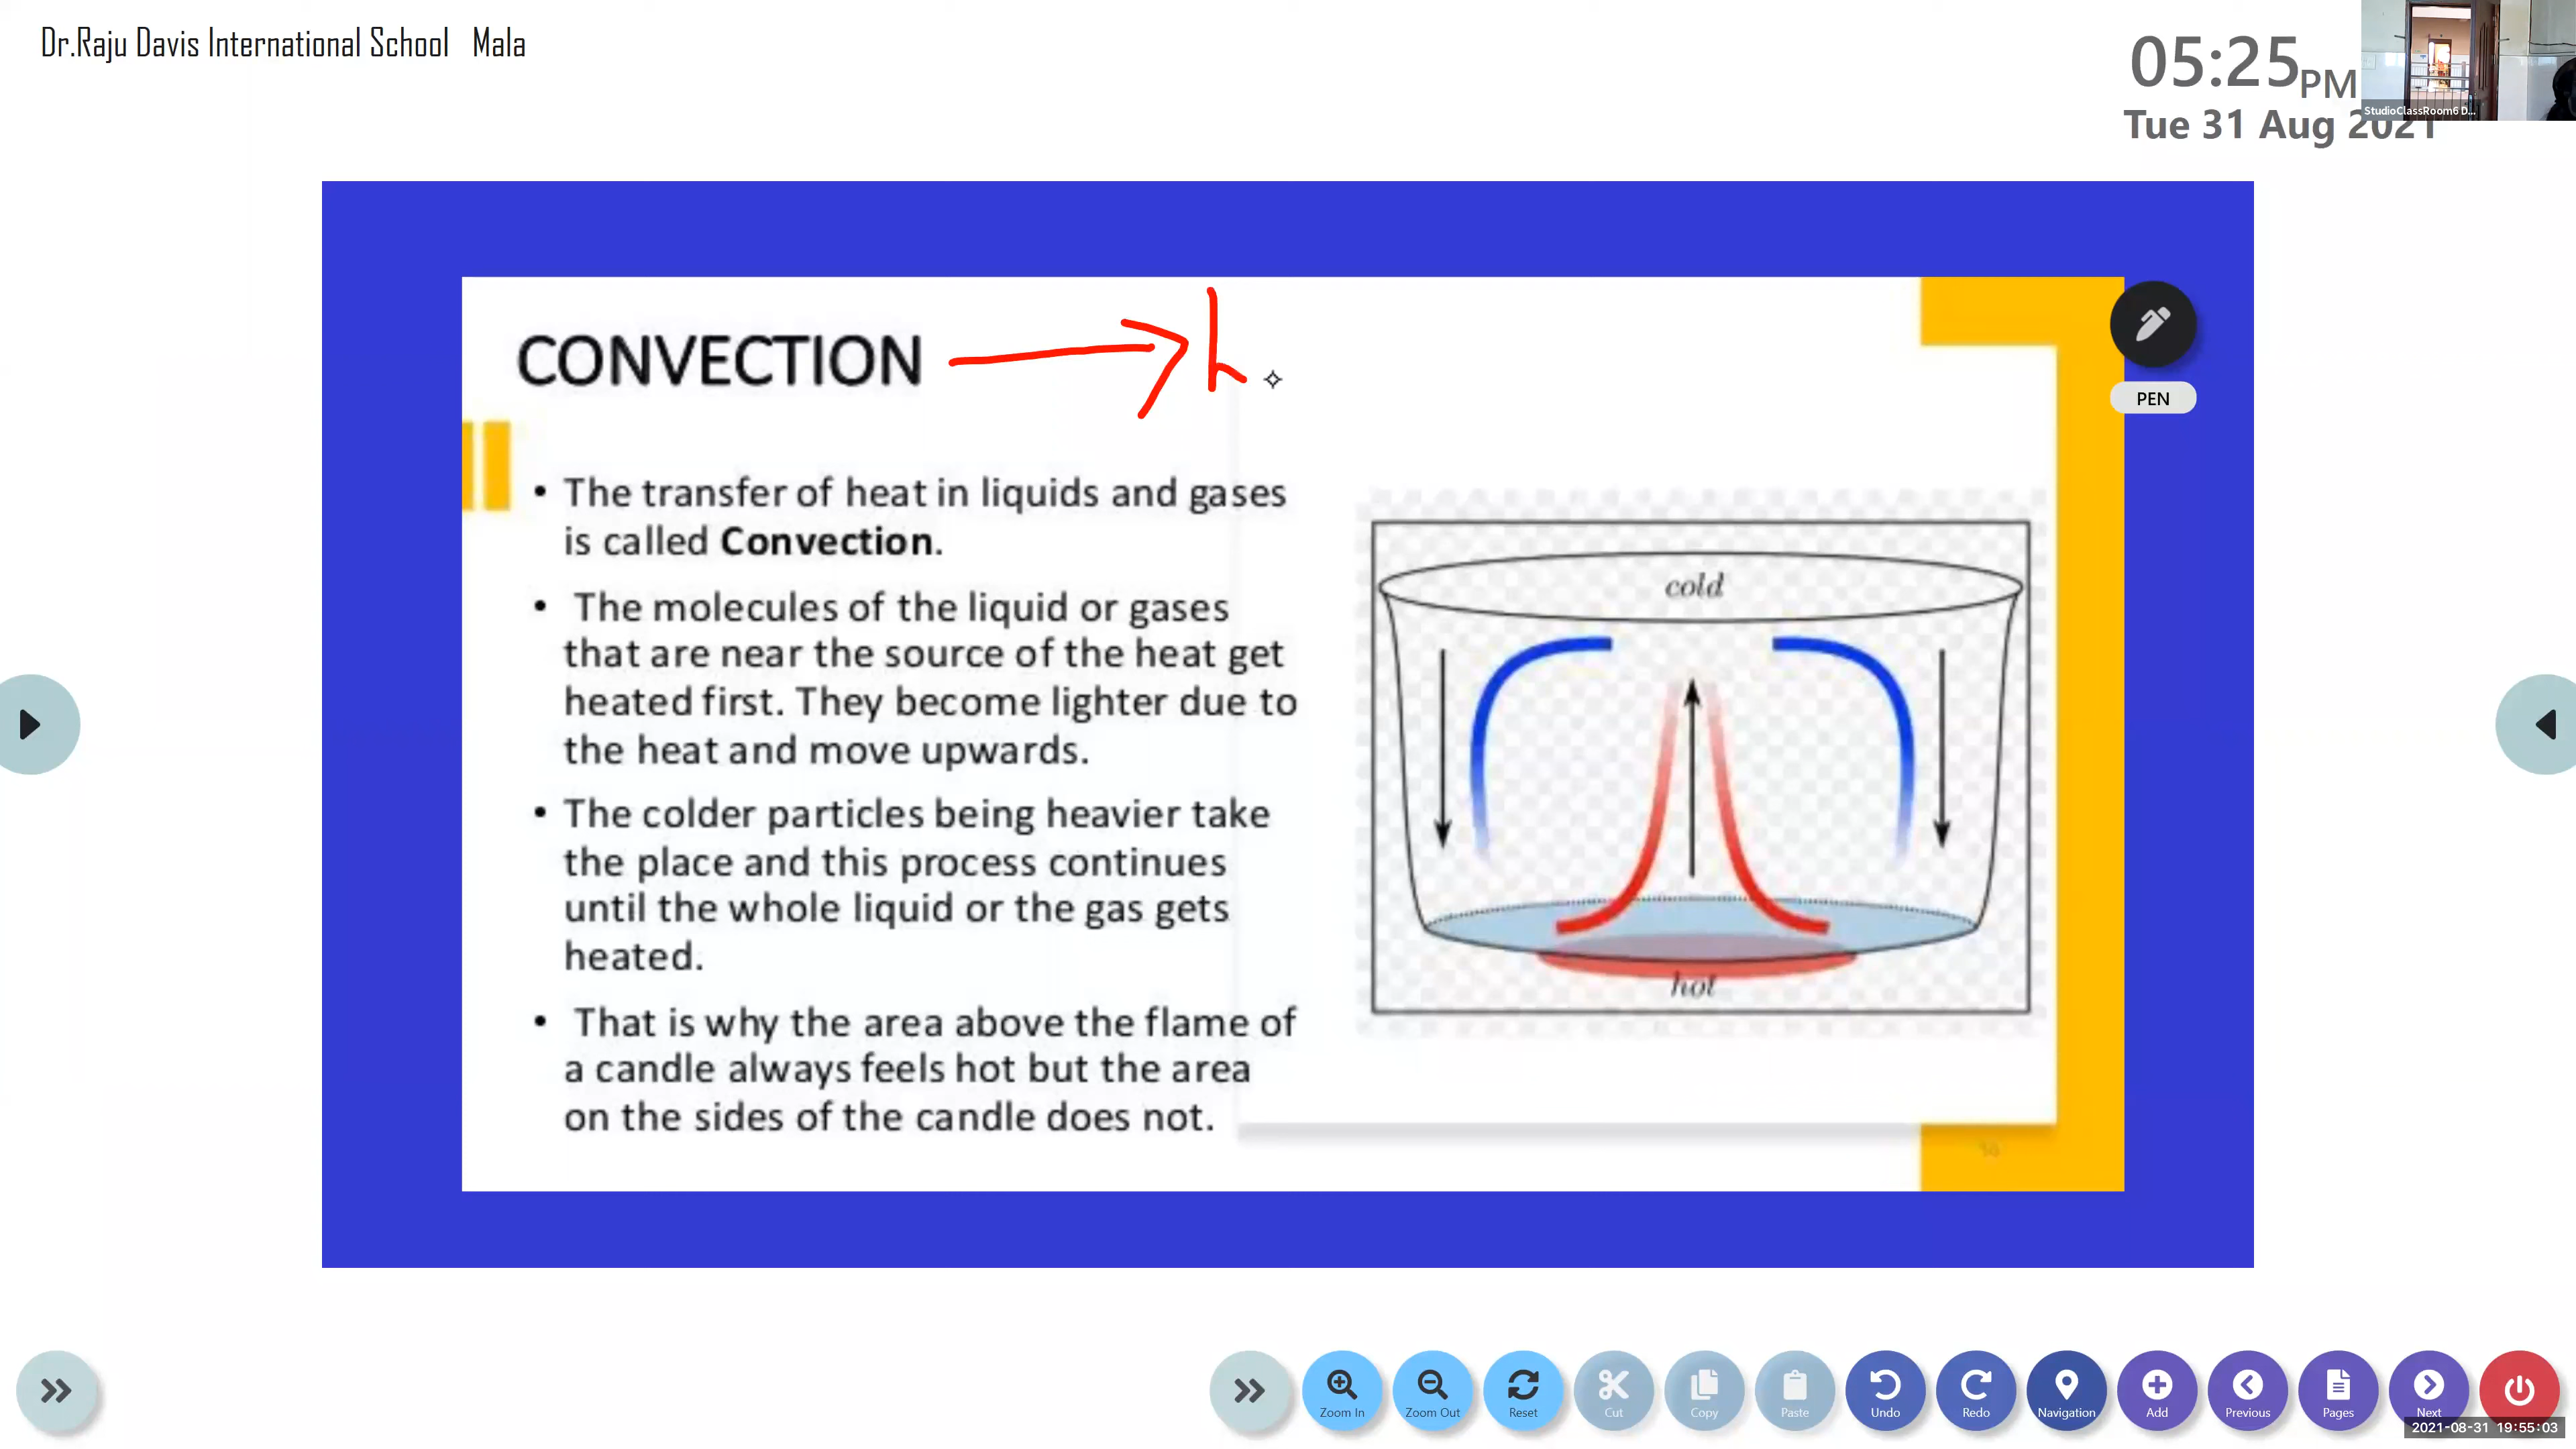 Dr.Raju Davis International School Mala
05:25PM
StudioClassRoom6 D...
Tue 31 Aug 2021
CONVECTION
h
PEN
• The transfer of heat in liquids and gases
is called Convection.
• The molecules of the liquid or gases
that are near the source of the heat get
heated first. They become lighter due to
the heat and move upwards.
• The colder particles being heavier take
the place and this process continues
until the whole liquid or the gas gets
heated.
• That is why the area above the flame of
a candle always feels hot but the area
on the sides of the candle does not.
cold
hot
Zoom In
Zoom Out
Reset
Cut
Copy
Paste
Undo
Redo
Navigation
Add
Previous
Pages
Next
2021-08-31 19:55:03